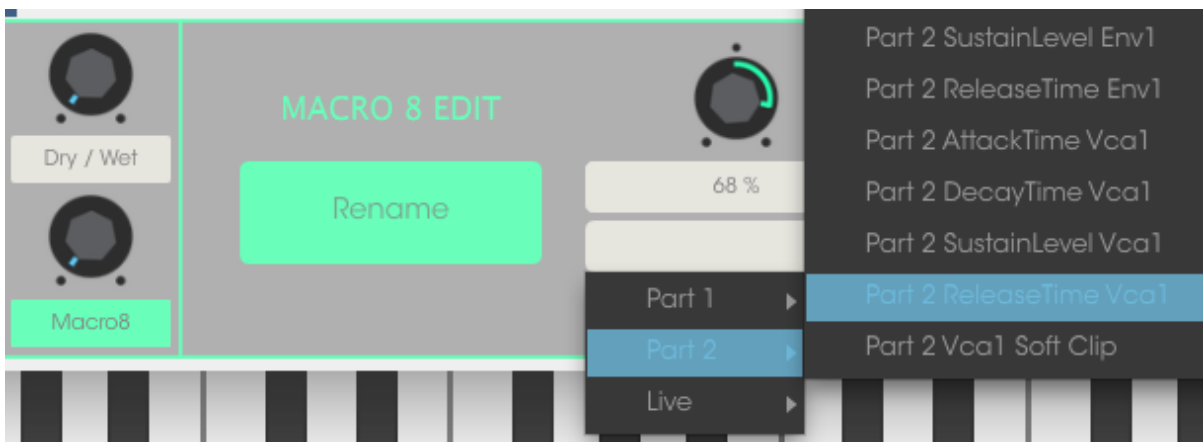 Dry / Wet
Macro8
MACRO 8 EDIT
Rename
68 %
Part 1
Part 2
Live
Part 2 SustainLevel Env1
Part 2 ReleaseTime Env1
Part 2 AttackTime Vca1
Part 2 DecayTime Vca1
Part 2 SustainLevel Vca1
Part 2 ReleaseTime Vca1
Part 2 Vca1 Soft Clip